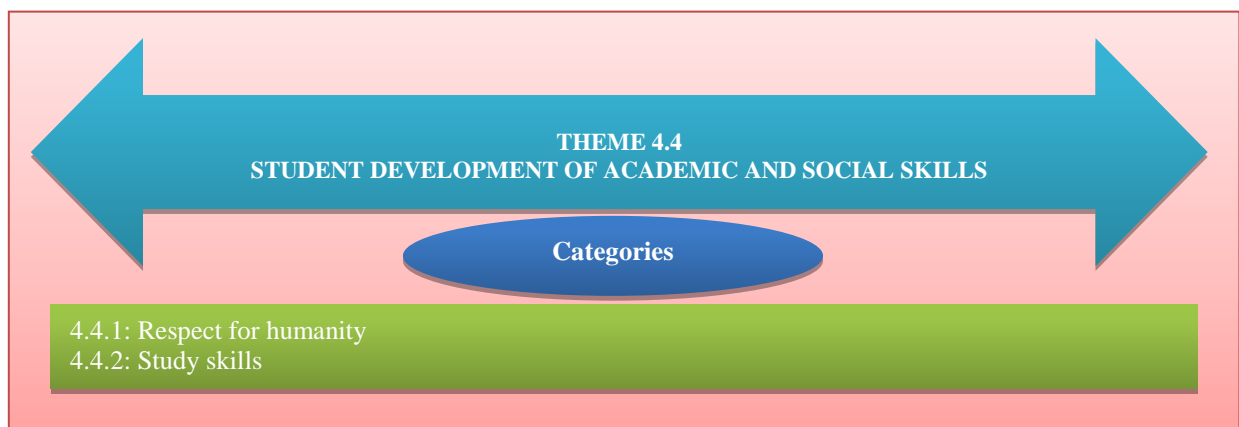 THEME 4.4
STUDENT DEVELOPMENT OF ACADEMIC AND SOCIAL SKILLS
Categories
4.4.1: Respect for humanity
4.4.2: Study skills